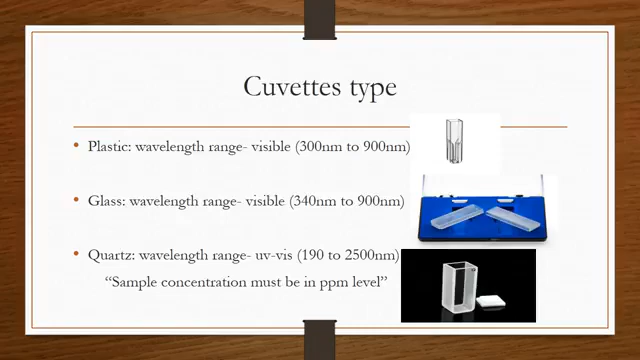 Cuvettes type
• Plastic: wavelength range- visible (300nm to 900nm)
• Glass: wavelength range- visible (340nm to 900nm)
• Quartz: wavelength range- uv-vis (190 to 2500nm)
“Sample concentration must be in ppm level”